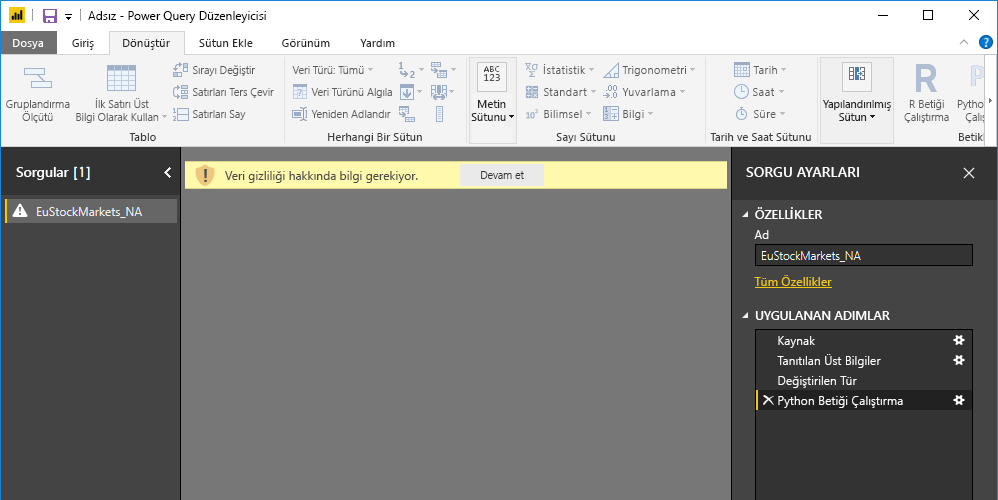 Adsız - Power Query Düzenleyicisi
Dosya Giriş Dönüştür Sütun Ekle Görünüm Yardım
Gruplandırma Ölçütü
İlk Satırı Üst Bilgi Olarak Kullan
Sırayı Değiştir
Satırları Ters Çevir
Satırları Say
Tablo
Veri Türü: Tümü
Veri Türünü Algıla
Yeniden Adlandır
Herhangi Bir Sütun
ABC
123
Metin Sütunu
İstatistik
Standart
Bilimsel
Trigonometri
Yuvarlama
Bilgi
Sayı Sütunu
Tarih
Saat
Süre
Tarih ve Saat Sütunu
Yapılandırılmış Sütun
R Betiği Çalıştırma
Sorgular [1]
EuStockMarkets_NA
Veri gizliliği hakkında bilgi gerekiyor. Devam et
SORGU AYARLARI
ÖZELLİKLER
Ad
EuStockMarkets_NA
Tüm Özellikler
UYGULANAN ADIMLAR
Kaynak
Tanıtılan Üst Bilgiler
Değiştirilen Tür
Python Betiği Çalıştırma